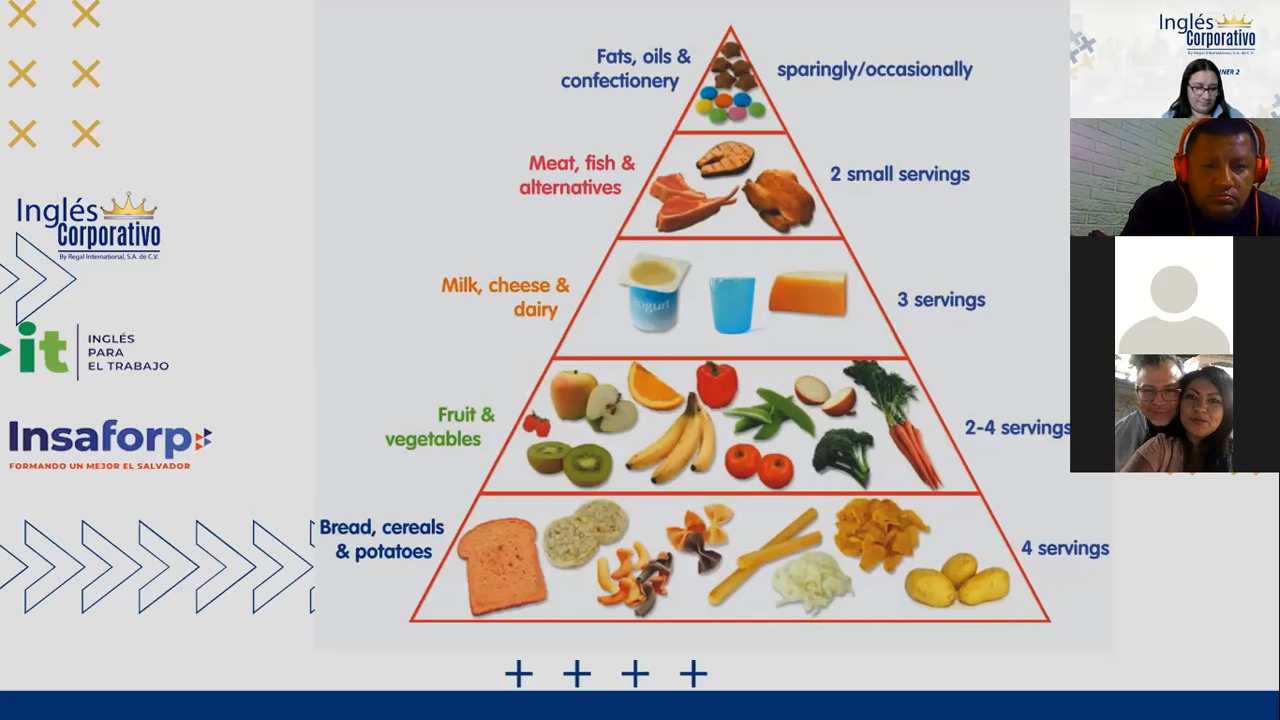 Inglés
Corporativo
By Regal International, S.A. de C.V.
it
INGLÉS
PARA
EL TRABAJO
Insaforp
FORMANDO UN MEJOR EL SALVADOR
Fats, oils &
confectionery
sparingly/occasionally
Meat, fish &
alternatives
2 small servings
Milk, cheese &
dairy
3 servings
Fruit &
vegetables
2-4 servings
Bread, cereals
& potatoes
4 servings
Inglés
Corporativo
By Regal International, S.A. de C.V.